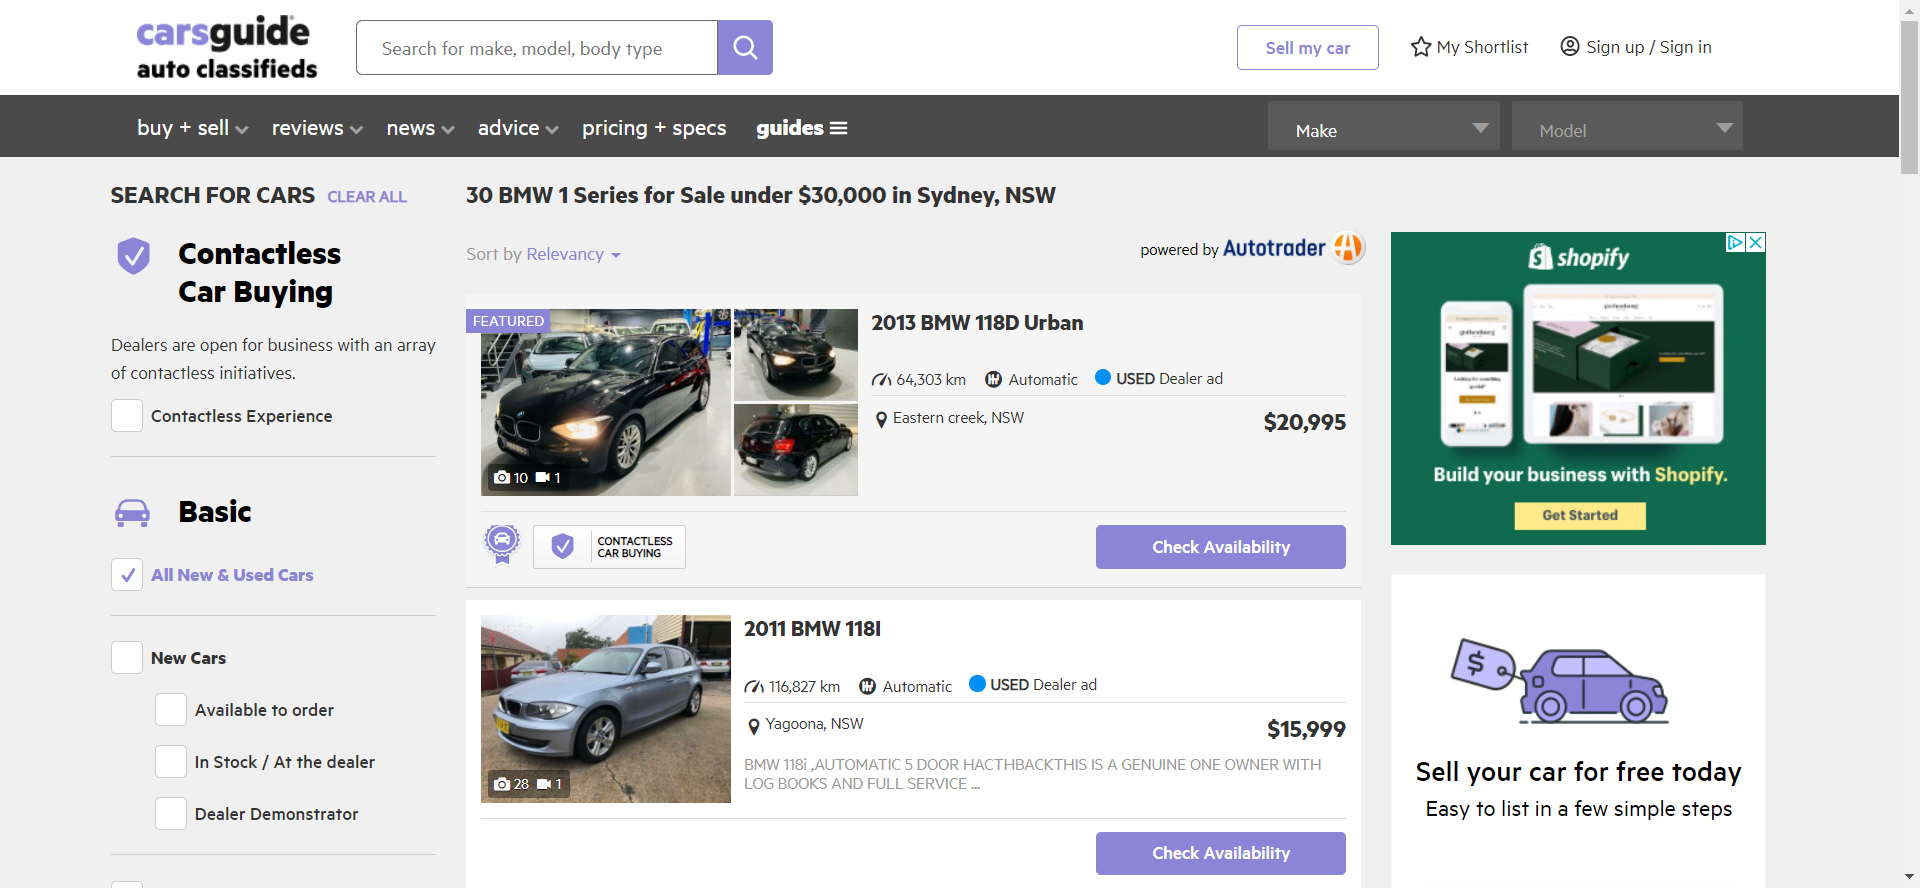 carsguide
auto classifieds
Search for make, model, body type
Sell my car
My Shortlist
Sign up / Sign in
buy + sell
reviews
news
advice
pricing + specs
guides
Make
Model
SEARCH FOR CARS CLEAR ALL
Contactless
Car Buying
Dealers are open for business with an array
of contactless initiatives.
Contactless Experience
Basic
All New & Used Cars
New Cars
Available to order
In Stock / At the dealer
Dealer Demonstrator
30 BMW 1 Series for Sale under $30,000 in Sydney, NSW
Sort by Relevancy
powered by Autotrader
FEATURED
10 1
2013 BMW 118D Urban
64,303 km Automatic USED Dealer ad
Eastern creek, NSW
$20,995
CONTACTLESS
CAR BUYING
Check Availability
28 1
2011 BMW 118I
116,827 km Automatic USED Dealer ad
Yagoona, NSW
$15,999
BMW 118i ,AUTOMATIC 5 DOOR HACTHBACKTHIS IS A GENUINE ONE OWNER WITH
LOG BOOKS AND FULL SERVICE ...
Check Availability
shopify
Build your business with Shopify.
Get Started
$
Sell your car for free today
Easy to list in a few simple steps